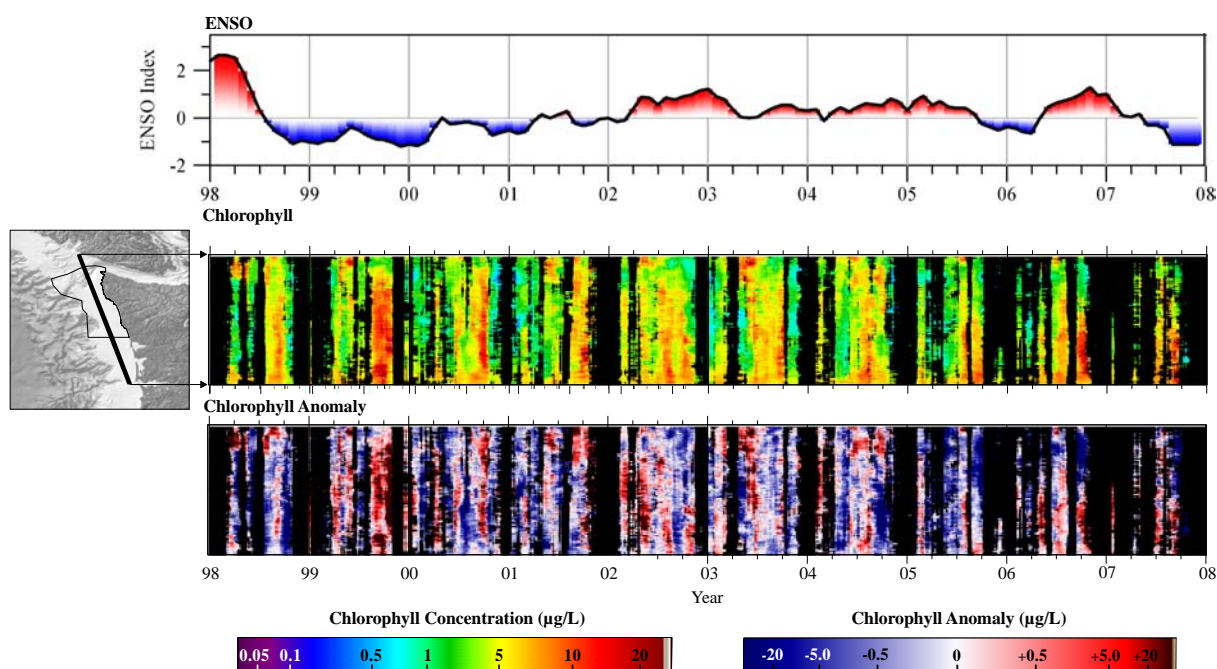 ENSO
ENSO Index
2
0
-2
98 99 00 01 02 03 04 05 06 07 08
Chlorophyll
Chlorophyll Anomaly
98 99 00 01 02 03 04 05 06 07 08
Year
Chlorophyll Concentration (µg/L)
0.05 0.1 0.5 1 5 10 20
Chlorophyll Anomaly (µg/L)
-20 -5.0 -0.5 0 +0.5 +5.0 +20